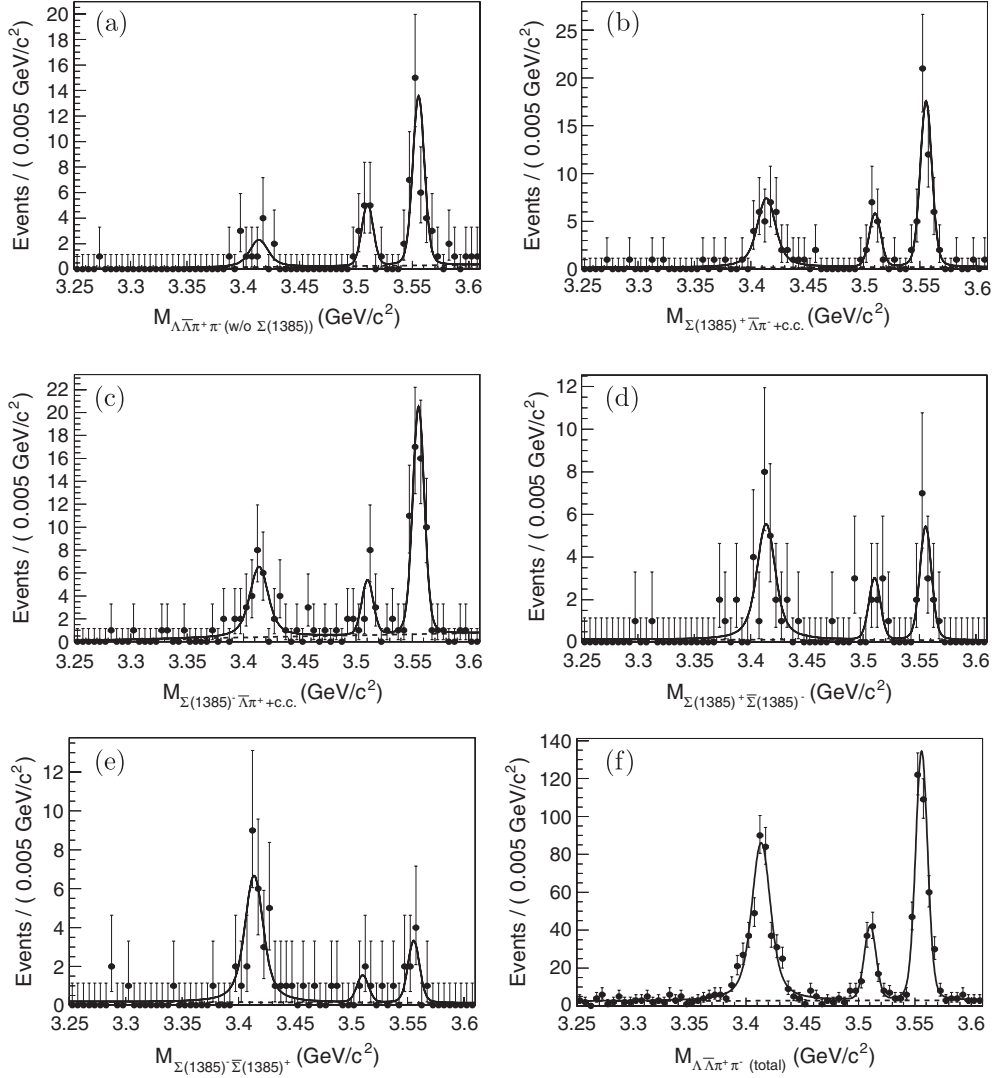 (a)
Events / ( 0.005 GeV/c²)
20
18
16
14
12
10
8
6
4
2
0
3.25 3.3 3.35 3.4 3.45 3.5 3.55 3.6
M_ΛΛ̅π⁺π⁻ (w/o Σ(1385)) (GeV/c²)
(b)
Events / ( 0.005 GeV/c²)
25
20
15
10
5
0
3.25 3.3 3.35 3.4 3.45 3.5 3.55 3.6
M_Σ(1385)⁺Λ̅π⁻+c.c. (GeV/c²)
(c)
Events / ( 0.005 GeV/c²)
22
20
18
16
14
12
10
8
6
4
2
0
3.25 3.3 3.35 3.4 3.45 3.5 3.55 3.6
M_Σ(1385)⁻Λ̅π⁺+c.c. (GeV/c²)
(d)
Events / ( 0.005 GeV/c²)
12
10
8
6
4
2
0
3.25 3.3 3.35 3.4 3.45 3.5 3.55 3.6
M_Σ(1385)⁺Σ̅(1385)⁻ (GeV/c²)
(e)
Events / ( 0.005 GeV/c²)
12
10
8
6
4
2
0
3.25 3.3 3.35 3.4 3.45 3.5 3.55 3.6
M_Σ(1385)⁻Σ̅(1385)⁺ (GeV/c²)
(f)
Events / ( 0.005 GeV/c²)
140
120
100
80
60
40
20
0
3.25 3.3 3.35 3.4 3.45 3.5 3.55 3.6
M_ΛΛ̅π⁺π⁻ (total) (GeV/c²)